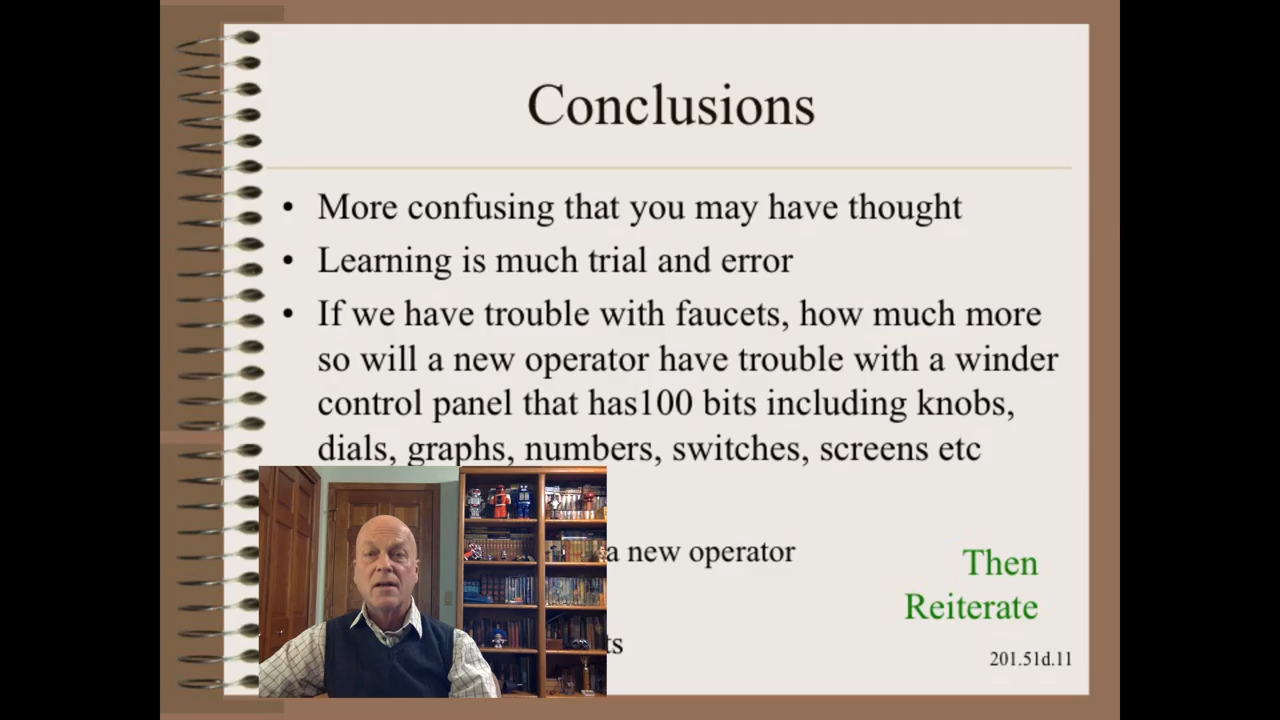 Conclusions
• More confusing that you may have thought
• Learning is much trial and error
• If we have trouble with faucets, how much more
so will a new operator have trouble with a winder
control panel that has100 bits including knobs,
dials, graphs, numbers, switches, screens etc
a new operator
Then
Reiterate
ts
201.51d.11